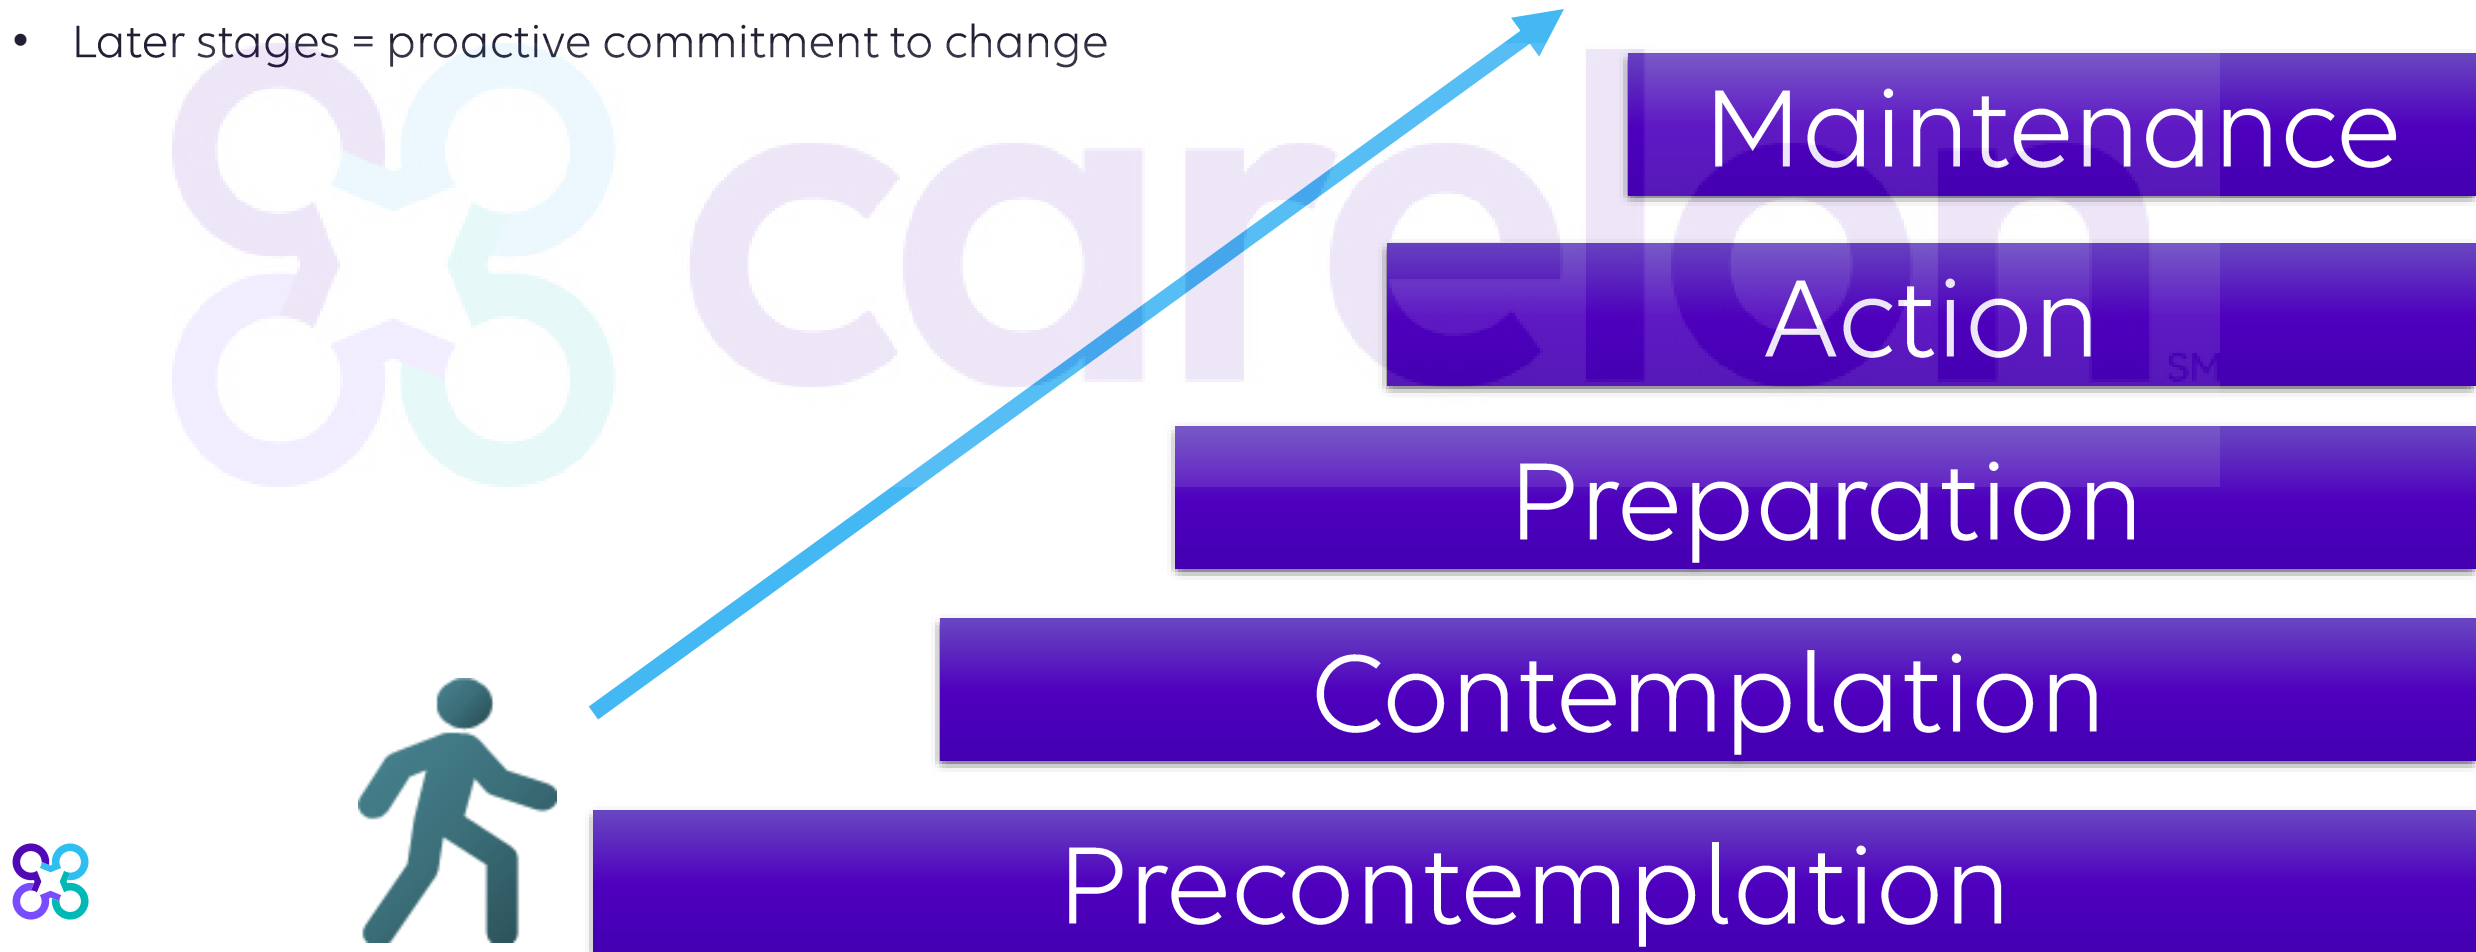 • Later stages = proactive commitment to change
Maintenance
Action
Preparation
Contemplation
Precontemplation
carelon SM